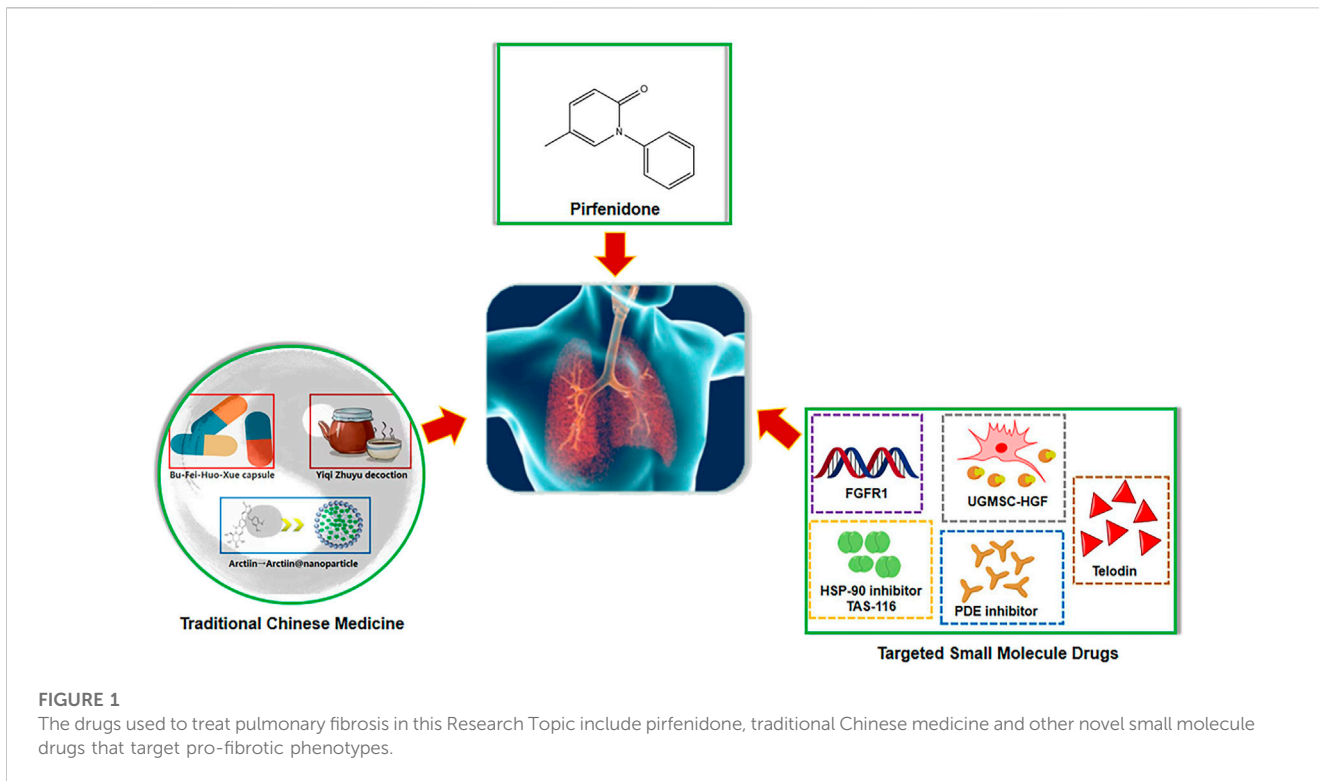 O
N
Pirfenidone
Bu-Fei-Huo-Xue capsule
Yiqi Zhuyu decoction
Arctiin→Arctiin@nanoparticle
Traditional Chinese Medicine
FGFR1
UGMSC-HGF
Telodin
HSP-90 inhibitor
TAS-116
PDE inhibitor
Targeted Small Molecule Drugs
FIGURE 1
The drugs used to treat pulmonary fibrosis in this Research Topic include pirfenidone, traditional Chinese medicine and other novel small molecule
drugs that target pro-fibrotic phenotypes.